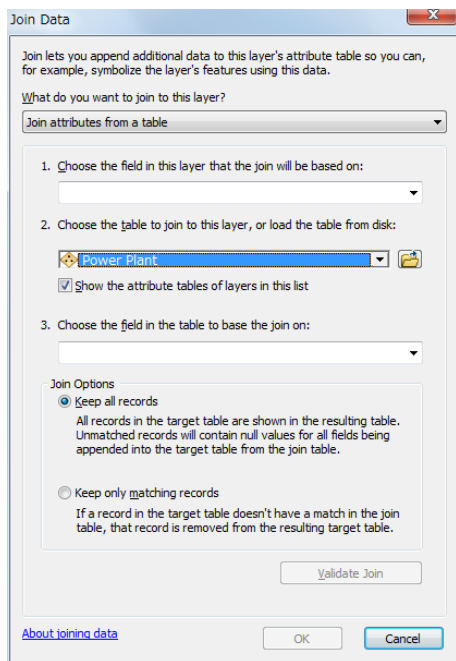 Join Data
Join lets you append additional data to this layer's attribute table so you can,
for example, symbolize the layer's features using this data.
What do you want to join to this layer?
Join attributes from a table
1. Choose the field in this layer that the join will be based on:
2. Choose the table to join to this layer, or load the table from disk:
Power Plant
Show the attribute tables of layers in this list
3. Choose the field in the table to base the join on:
Join Options
Keep all records
All records in the target table are shown in the resulting table.
Unmatched records will contain null values for all fields being
appended into the target table from the join table.
Keep only matching records
If a record in the target table doesn't have a match in the join
table, that record is removed from the resulting target table.
Validate Join
About joining data
OK
Cancel